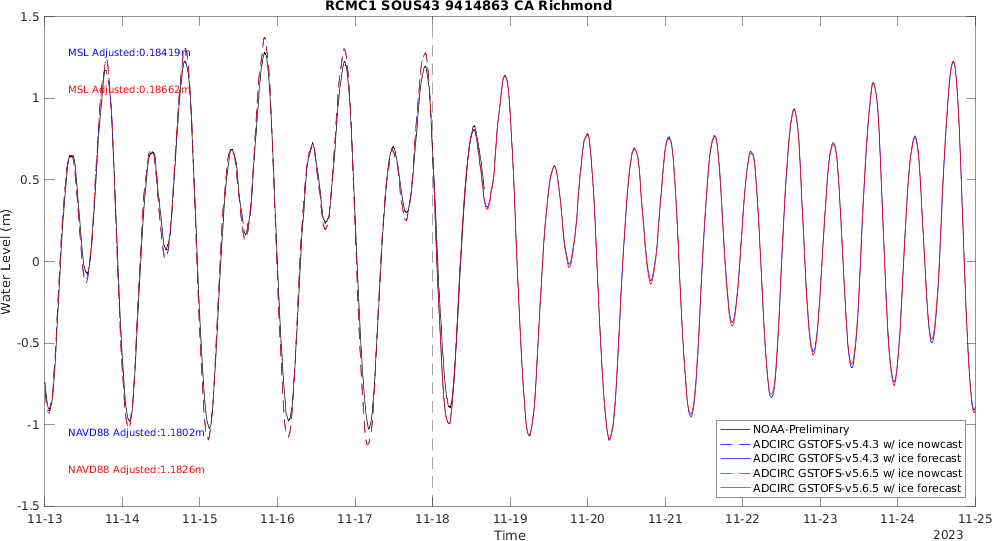 RCMC1 SOUS43 9414863 CA Richmond
1.5
1
0.5
0
-0.5
-1
-1.5
Water Level (m)
MSL Adjusted:0.18419m
MSL Adjusted:0.18662m
NAVD88 Adjusted:1.1802m
NAVD88 Adjusted:1.1826m
NOAA-Preliminary
ADCIRC GSTOFS-v5.4.3 w/ ice nowcast
ADCIRC GSTOFS-v5.4.3 w/ ice forecast
ADCIRC GSTOFS-v5.6.5 w/ ice nowcast
ADCIRC GSTOFS-v5.6.5 w/ ice forecast
11-13 11-14 11-15 11-16 11-17 11-18 11-19 11-20 11-21 11-22 11-23 11-24 11-25
Time
2023